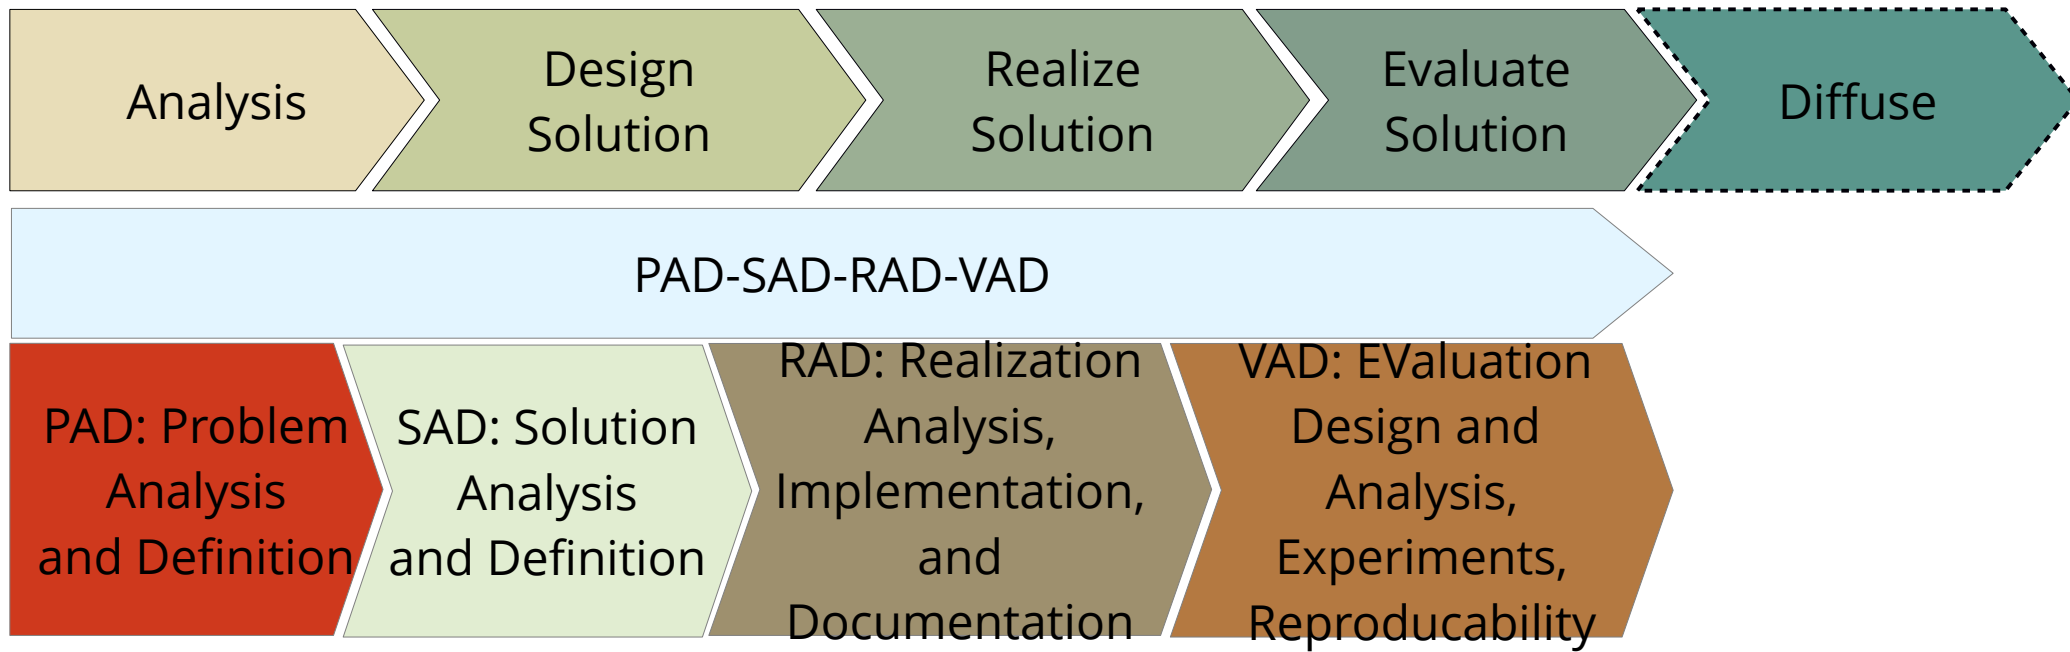 Analysis
Design
Solution
Realize
Solution
Evaluate
Solution
Diffuse
PAD-SAD-RAD-VAD
PAD: Problem
Analysis
and Definition
SAD: Solution
Analysis
and Definition
RAD: Realization
Analysis,
Implementation,
and
Documentation
VAD: EValuation
Design and
Analysis,
Experiments,
Reproducability